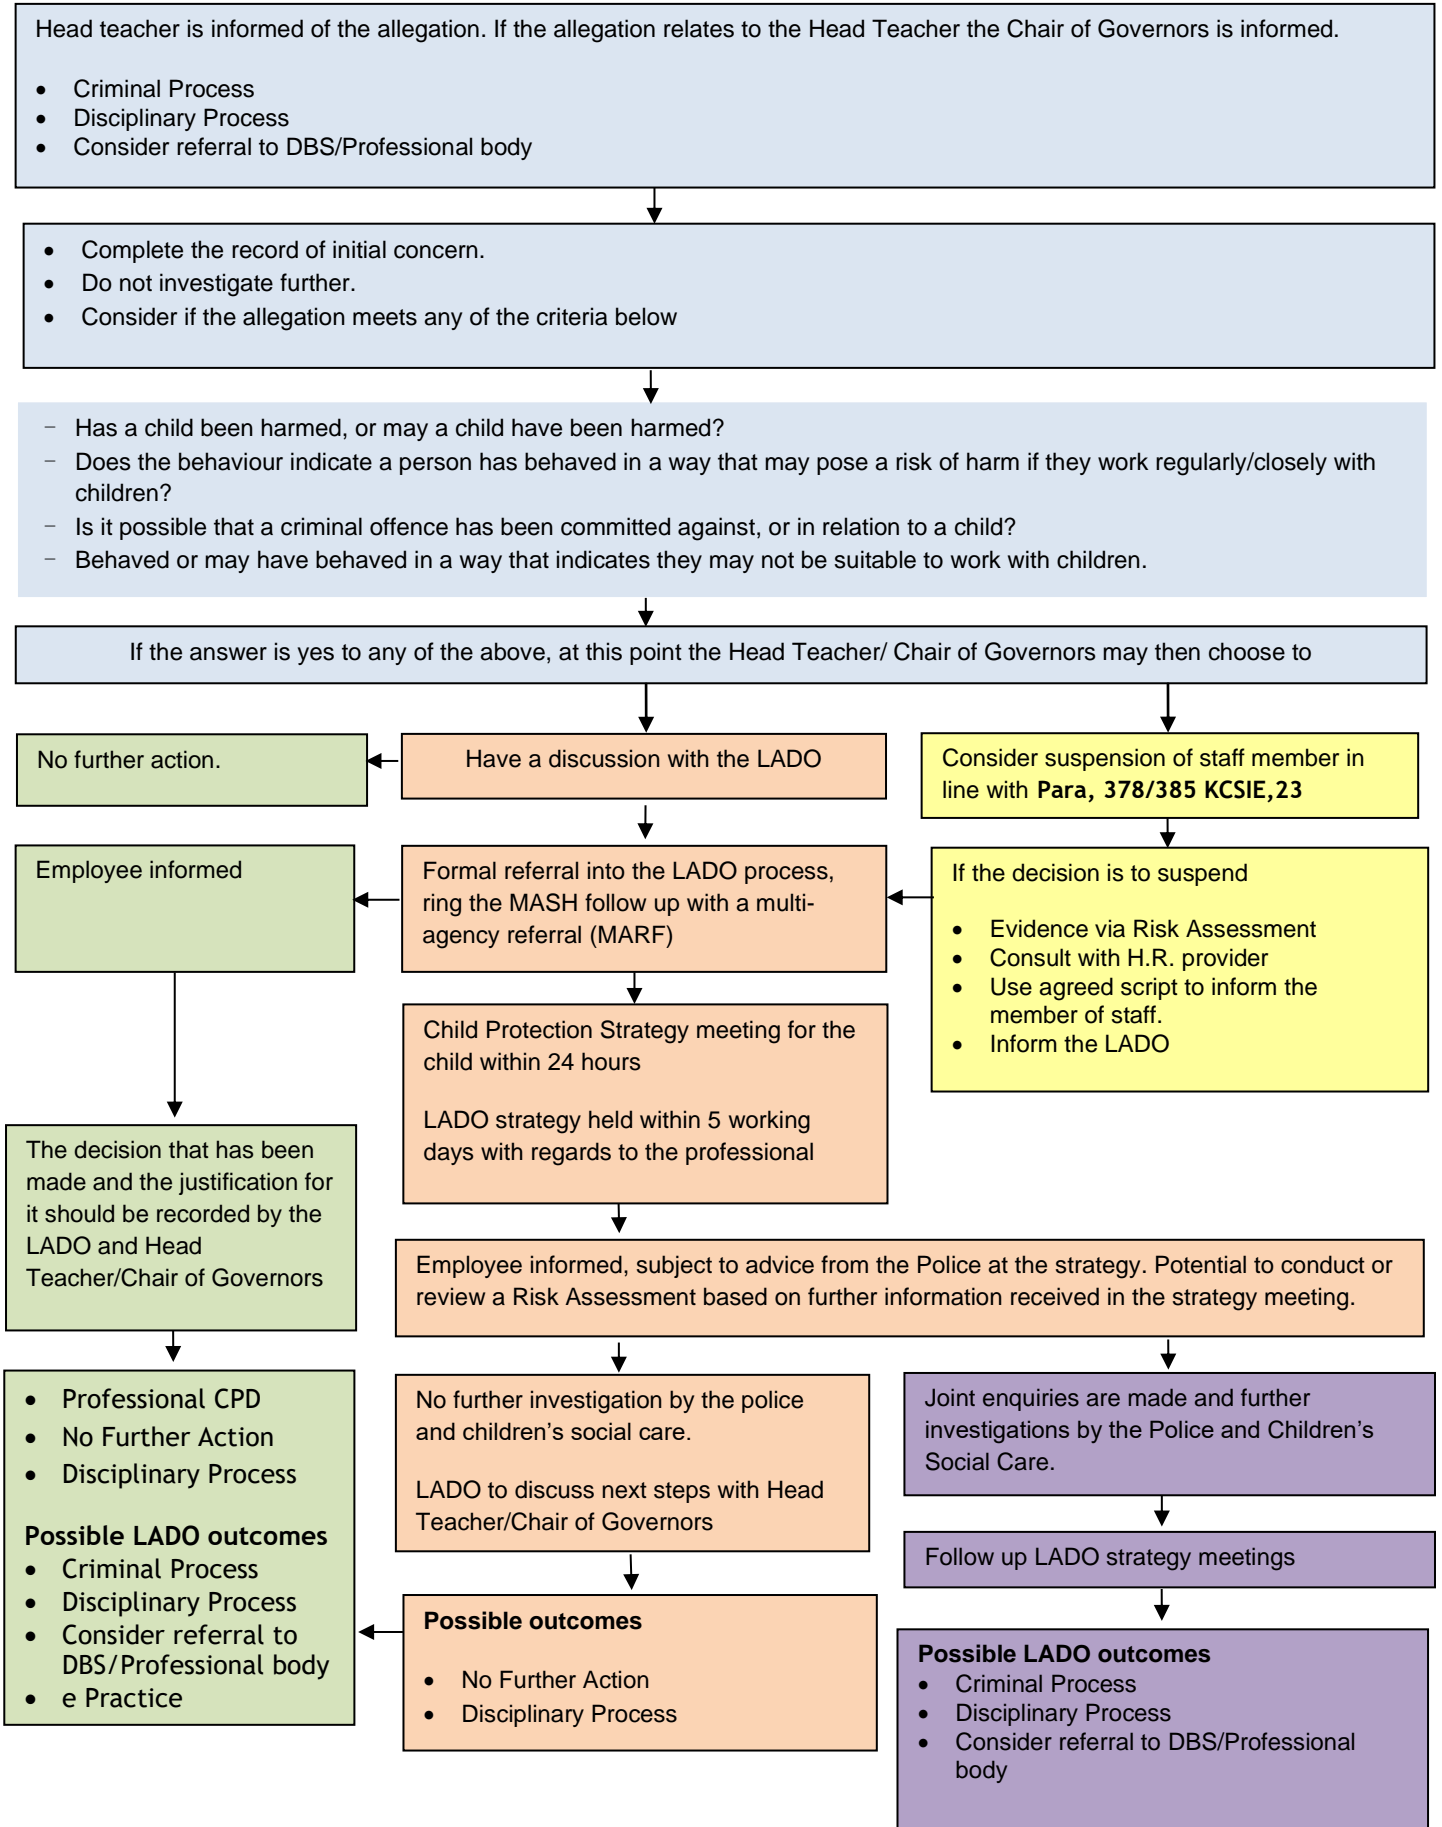 Head teacher is informed of the allegation. If the allegation relates to the Head Teacher the Chair of Governors is informed.
• Criminal Process
• Disciplinary Process
• Consider referral to DBS/Professional body
• Complete the record of initial concern.
• Do not investigate further.
• Consider if the allegation meets any of the criteria below
− Has a child been harmed, or may a child have been harmed?
− Does the behaviour indicate a person has behaved in a way that may pose a risk of harm if they work regularly/closely with
children?
− Is it possible that a criminal offence has been committed against, or in relation to a child?
− Behaved or may have behaved in a way that indicates they may not be suitable to work with children.
If the answer is yes to any of the above, at this point the Head Teacher/ Chair of Governors may then choose to
No further action.
Have a discussion with the LADO
Consider suspension of staff member in
line with Para, 378/385 KCSIE,23
Employee informed
Formal referral into the LADO process,
ring the MASH follow up with a multi-
agency referral (MARF)
If the decision is to suspend
• Evidence via Risk Assessment
• Consult with H.R. provider
• Use agreed script to inform the
member of staff.
• Inform the LADO
Child Protection Strategy meeting for the
child within 24 hours
LADO strategy held within 5 working
days with regards to the professional
The decision that has been
made and the justification for
it should be recorded by the
LADO and Head
Teacher/Chair of Governors
Employee informed, subject to advice from the Police at the strategy. Potential to conduct or
review a Risk Assessment based on further information received in the strategy meeting.
• Professional CPD
• No Further Action
• Disciplinary Process
Possible LADO outcomes
• Criminal Process
• Disciplinary Process
• Consider referral to
DBS/Professional body
• e Practice
No further investigation by the police
and children’s social care.
LADO to discuss next steps with Head
Teacher/Chair of Governors
Possible outcomes
• No Further Action
• Disciplinary Process
Joint enquiries are made and further
investigations by the Police and Children’s
Social Care.
Follow up LADO strategy meetings
Possible LADO outcomes
• Criminal Process
• Disciplinary Process
• Consider referral to DBS/Professional
body